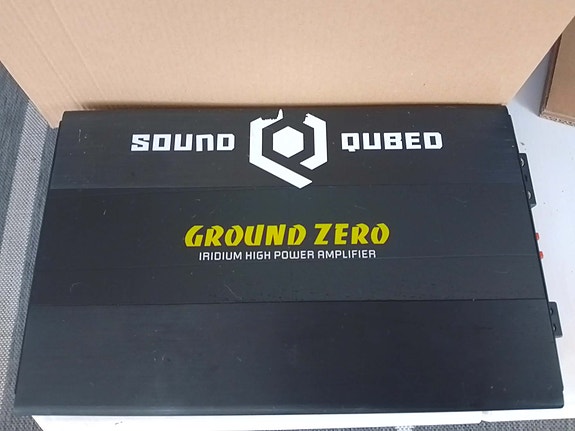 SOUND QUBED
GROUND ZERO
IRIDIUM HIGH POWER AMPLIFIER